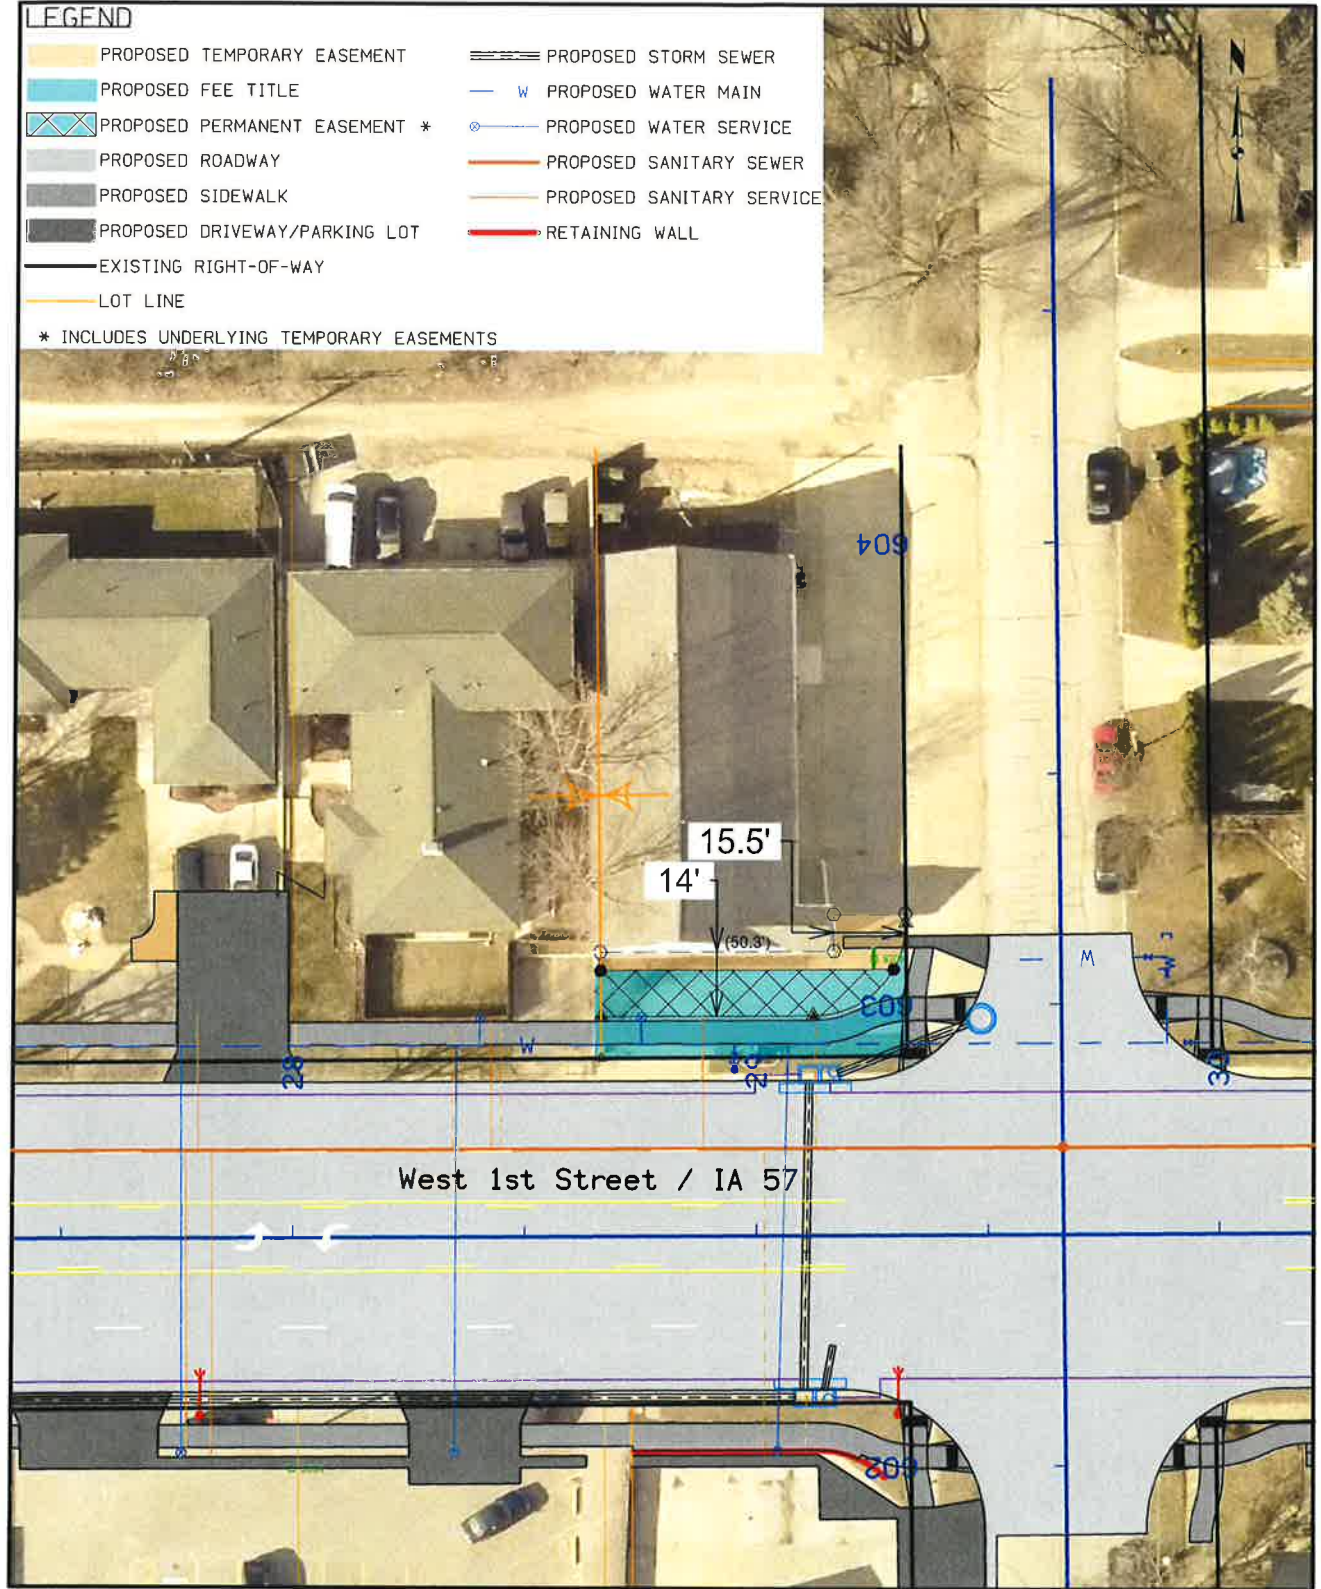 LEGEND
PROPOSED TEMPORARY EASEMENT
PROPOSED FEE TITLE
PROPOSED PERMANENT EASEMENT *
PROPOSED ROADWAY
PROPOSED SIDEWALK
PROPOSED DRIVEWAY/PARKING LOT
EXISTING RIGHT-OF-WAY
LOT LINE
* INCLUDES UNDERLYING TEMPORARY EASEMENTS
PROPOSED STORM SEWER
W PROPOSED WATER MAIN
PROPOSED WATER SERVICE
PROPOSED SANITARY SEWER
PROPOSED SANITARY SERVICE
RETAINING WALL
N
604
15.5'
14'
(50.3')
W
603
W
28
29
30
West 1st Street / IA 57
602